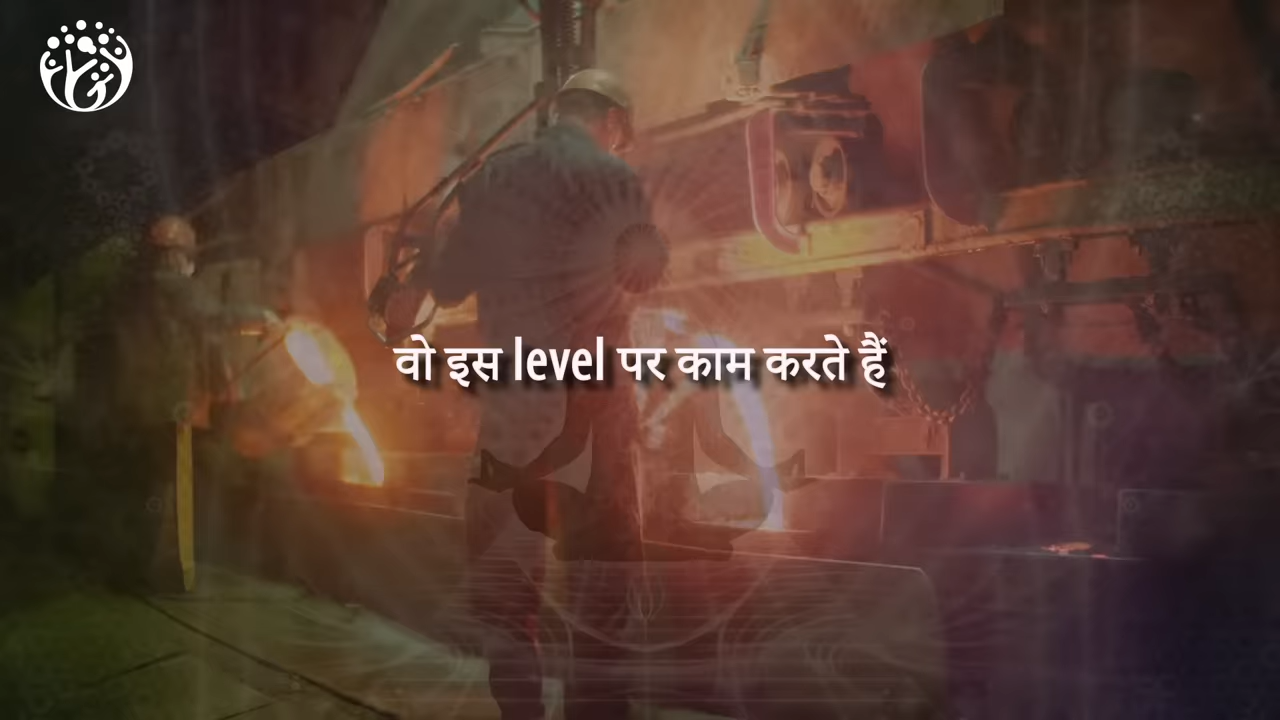 वो इस level पर काम करते हैं